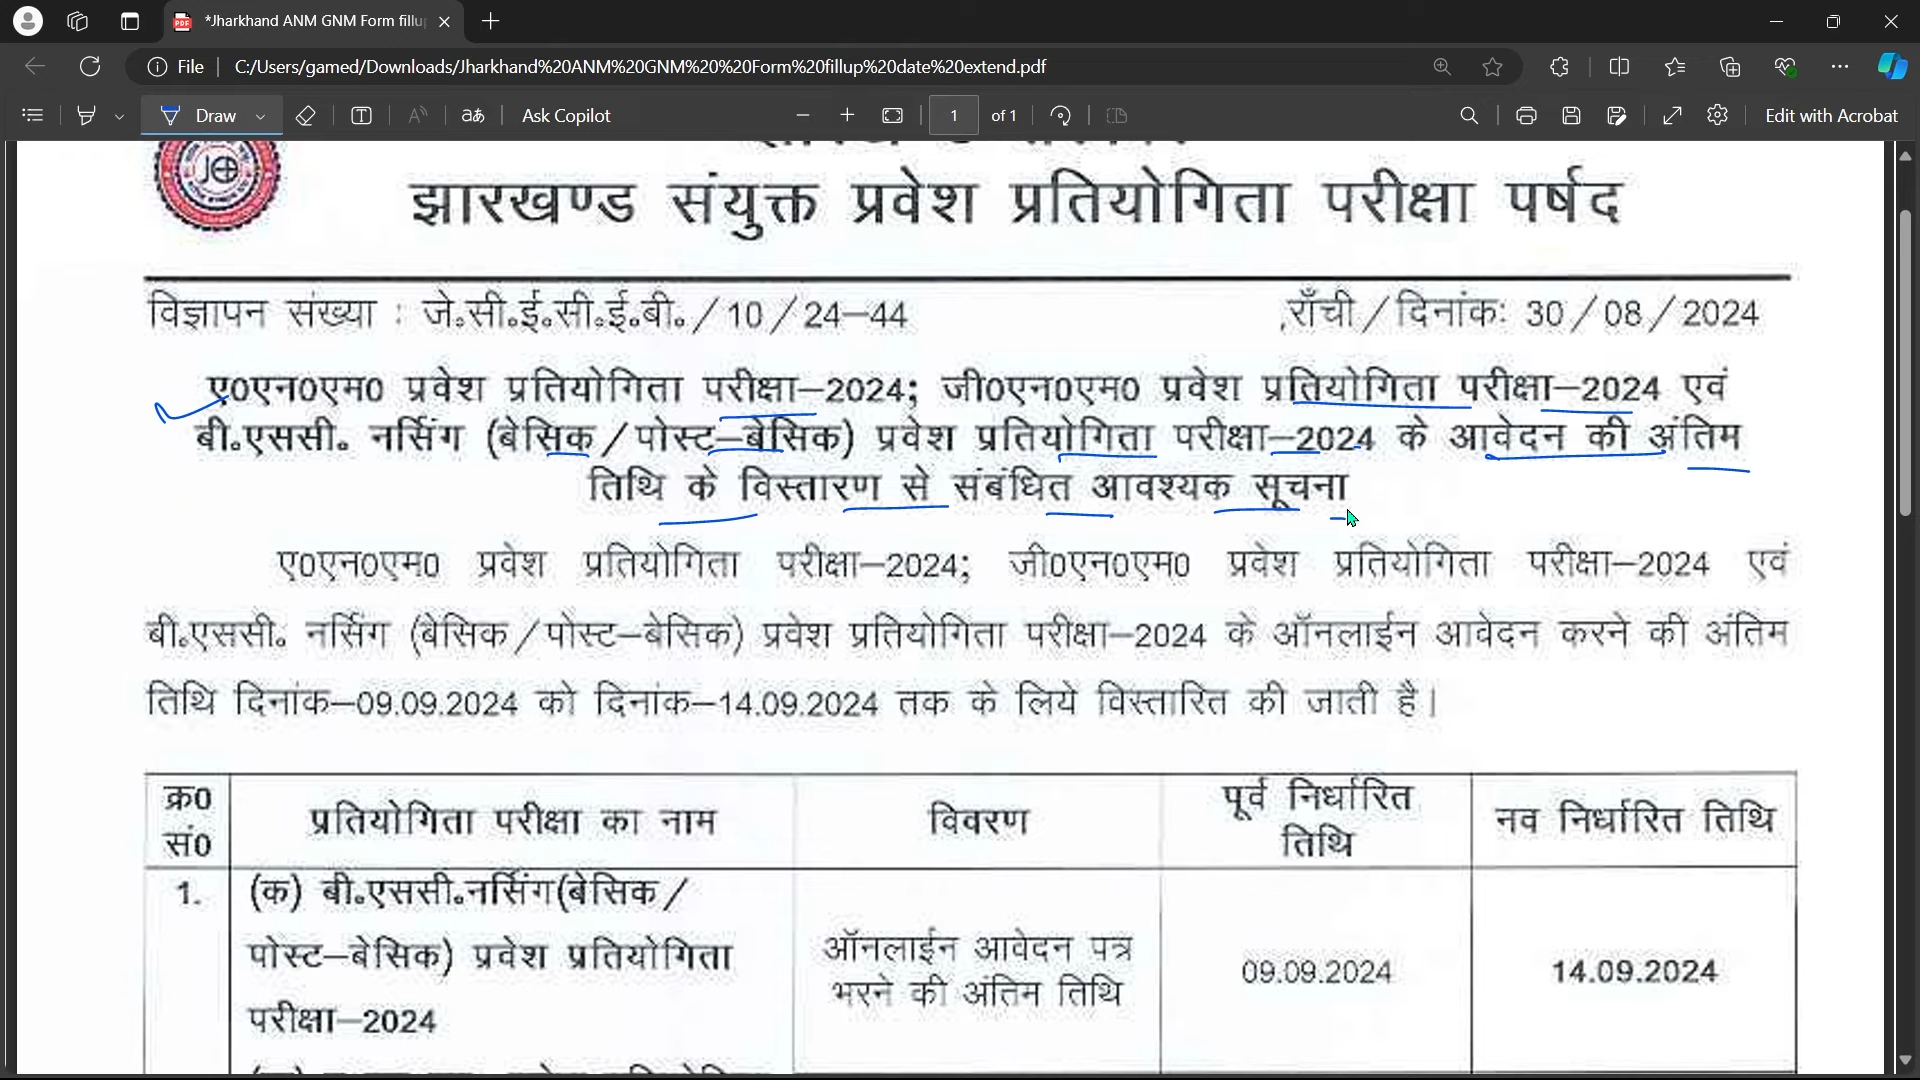 *Jharkhand ANM GNM Form fillup
File
C:/Users/gamed/Downloads/Jharkhand%20ANM%20GNM%20%20Form%20fillup%20date%20extend.pdf
Draw
Ask Copilot
1 of 1
Edit with Acrobat
झारखण्ड संयुक्त प्रवेश प्रतियोगिता परीक्षा पर्षद
विज्ञापन संख्या : जे.सी.ई.सी.ई.बी./10/24–44
राँची/दिनांकः 30/08/2024
ए0एन0एम0 प्रवेश प्रतियोगिता परीक्षा–2024; जी0एन0एम0 प्रवेश प्रतियोगिता परीक्षा–2024 एवं
बी.एससी. नर्सिंग (बेसिक/पोस्ट–बेसिक) प्रवेश प्रतियोगिता परीक्षा–2024 के आवेदन की अंतिम
तिथि के विस्तारण से संबंधित आवश्यक सूचना
ए0एन0एम0 प्रवेश प्रतियोगिता परीक्षा–2024; जी0एन0एम0 प्रवेश प्रतियोगिता परीक्षा–2024 एवं
बी.एससी. नर्सिंग (बेसिक/पोस्ट–बेसिक) प्रवेश प्रतियोगिता परीक्षा–2024 के ऑनलाईन आवेदन करने की अंतिम
तिथि दिनांक–09.09.2024 को दिनांक–14.09.2024 तक के लिये विस्तारित की जाती है।
क्र0
सं0
प्रतियोगिता परीक्षा का नाम
विवरण
पूर्व निर्धारित
तिथि
नव निर्धारित तिथि
1.
(क) बी.एससी.नर्सिंग(बेसिक/
पोस्ट–बेसिक) प्रवेश प्रतियोगिता
परीक्षा–2024
ऑनलाईन आवेदन पत्र
भरने की अंतिम तिथि
09.09.2024
14.09.2024